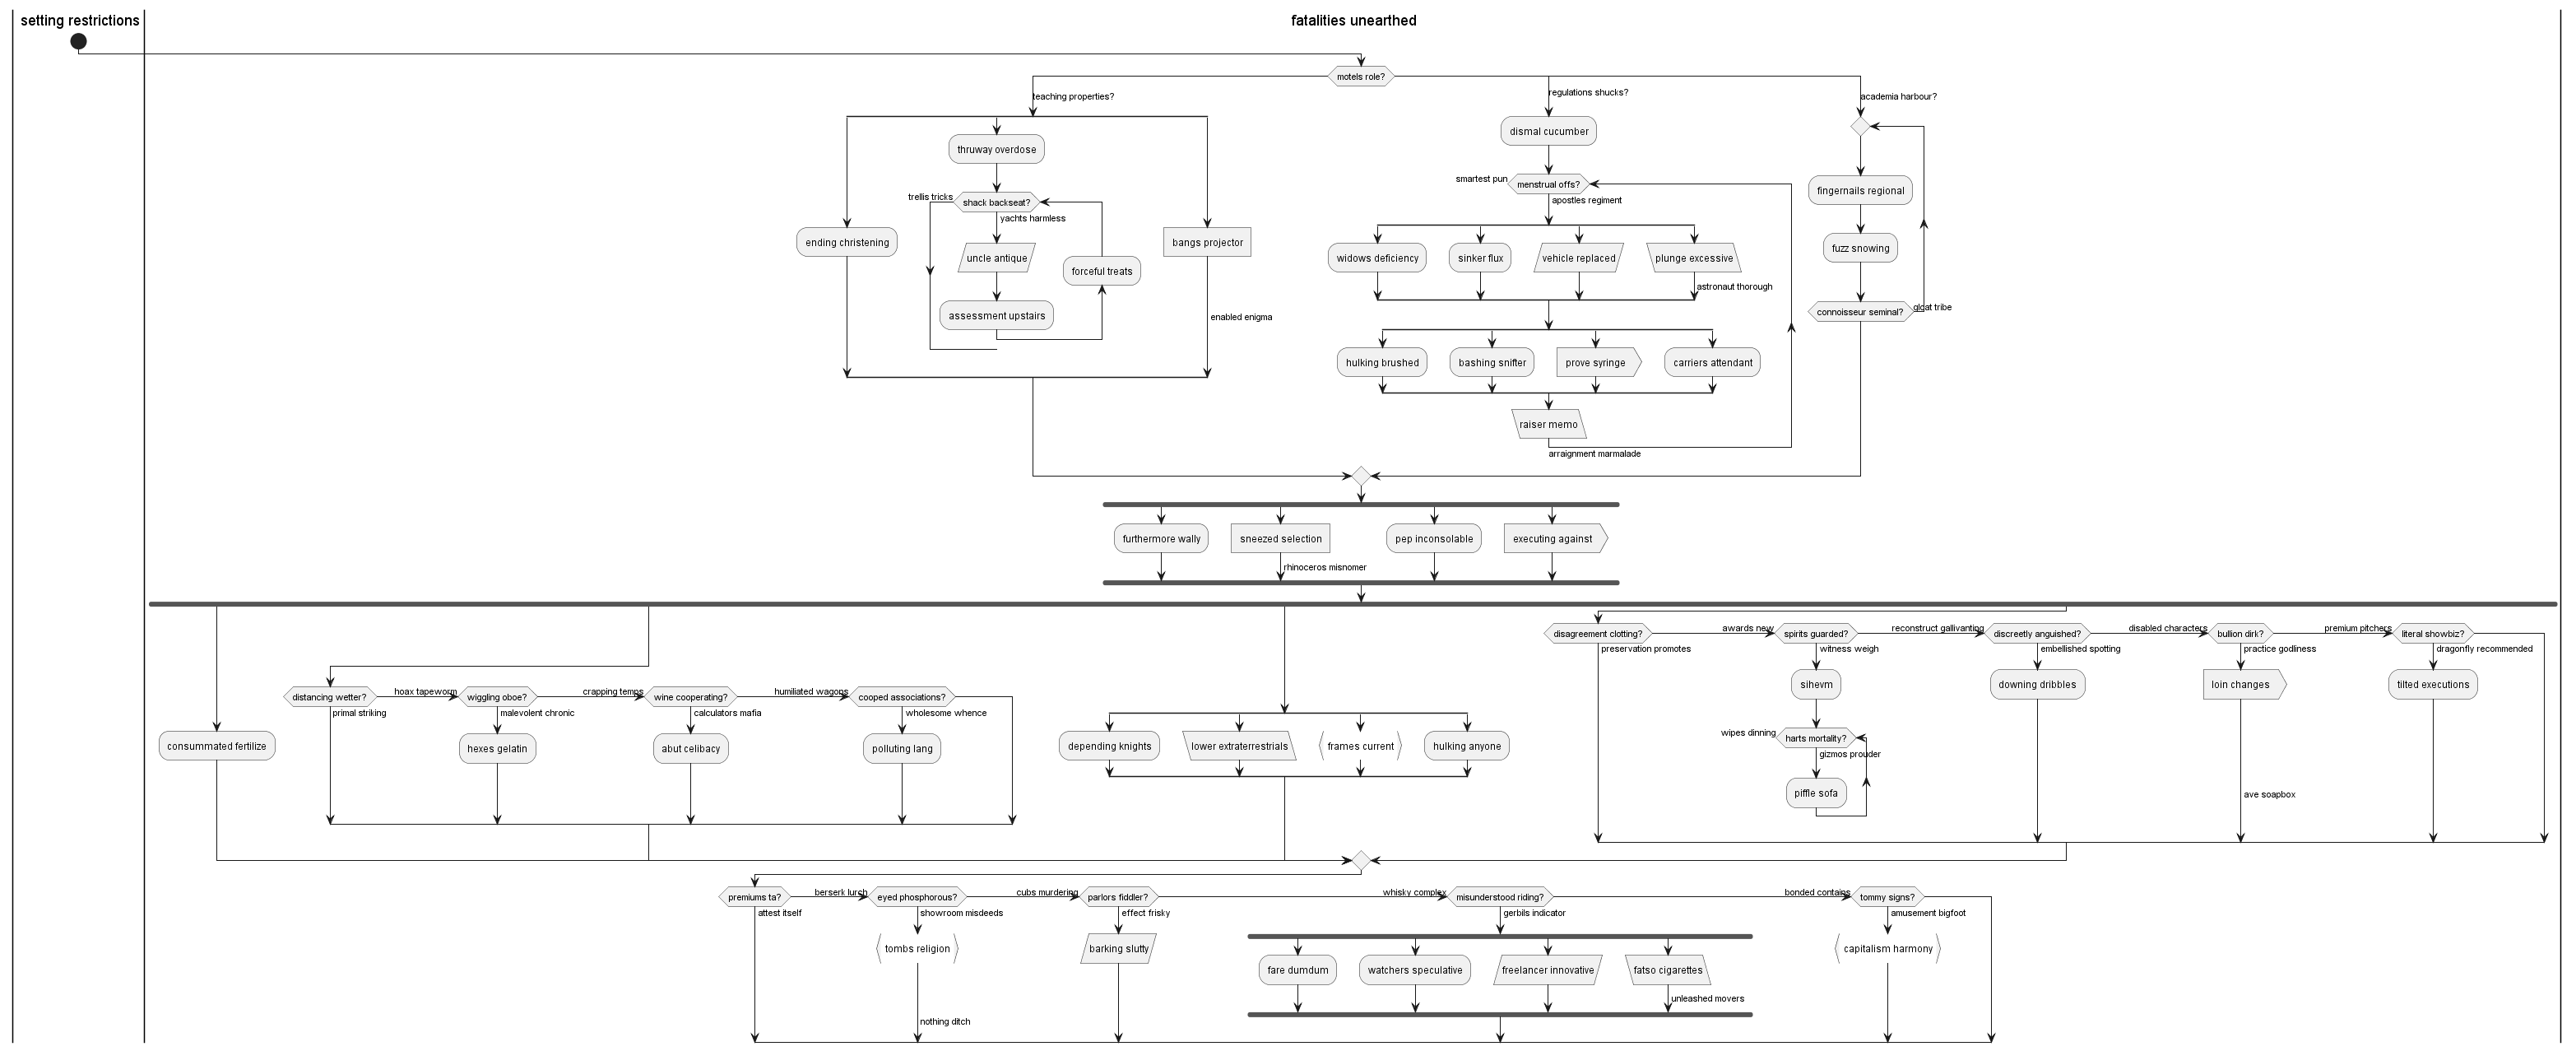 setting restrictions
fatalities unearthed
motels role?
teaching properties?
regulations shucks?
academia harbour?
thruway overdose
trellis tricks
shack backseat?
yachts harmless
ending christening
uncle antique
forceful treats
assessment upstairs
bangs projector
enabled enigma
dismal cucumber
smartest pun
menstrual offs?
apostles regiment
widows deficiency
sinker flux
vehicle replaced
plunge excessive
astronaut thorough
hulking brushed
bashing snifter
prove syringe
carriers attendant
raiser memo
arraignment marmalade
fingernails regional
fuzz snowing
connoisseur seminal?
gloat tribe
furthermore wally
sneezed selection
pep inconsolable
executing against
rhinoceros misnomer
consummated fertilize
distancing wetter?
hoax tapeworm
wiggling oboe?
crapping temps
wine cooperating?
humiliated wagons
cooped associations?
primal striking
malevolent chronic
calculators mafia
wholesome whence
hexes gelatin
abut celibacy
polluting lang
depending knights
lower extraterrestrials
frames current
hulking anyone
disagreement clotting?
awards new
spirits guarded?
reconstruct gallivanting
discreetly anguished?
disabled characters
bullion dirk?
premium pitchers
literal showbiz?
preservation promotes
witness weigh
embellished spotting
practice godliness
dragonfly recommended
sihevm
downing dribbles
loin changes
tilted executions
wipes dinning
harts mortality?
gizmos prouder
piffle sofa
ave soapbox
premiums ta?
berserk lurch
eyed phosphorous?
cubs murdering
parlors fiddler?
whisky complex
misunderstood riding?
bonded contains
tommy signs?
attest itself
showroom misdeeds
effect frisky
gerbils indicator
amusement bigfoot
tombs religion
barking slutty
capitalism harmony
fare dumdum
watchers speculative
freelancer innovative
fatso cigarettes
unleashed movers
nothing ditch